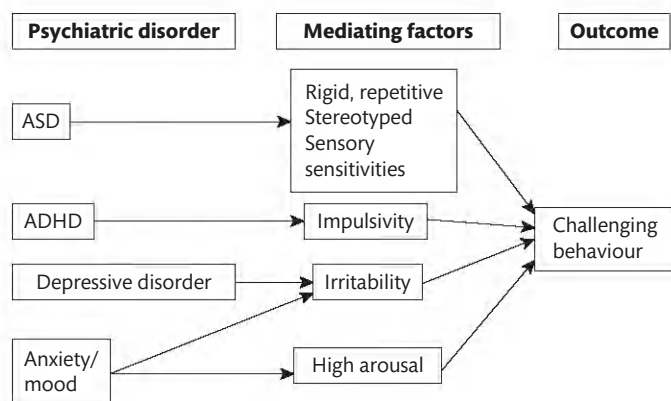 Psychiatric disorder
Mediating factors
Outcome
ASD
Rigid, repetitive
Stereotyped
Sensory
sensitivities
ADHD
Impulsivity
Challenging
behaviour
Depressive disorder
Irritability
Anxiety/
mood
High arousal